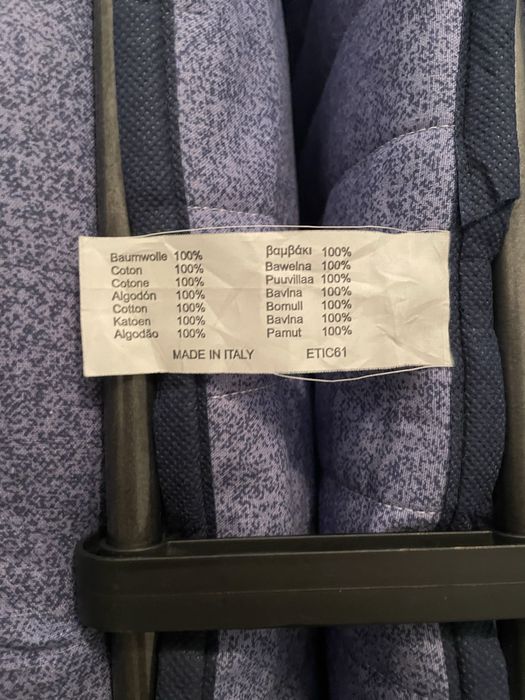 Baumwolle 100%
Coton 100%
Cotone 100%
Algodón 100%
Cotton 100%
Katoen 100%
Algodão 100%
βαμβάκι 100%
Bawelna 100%
Puuvillaa 100%
Bavlna 100%
Bomull 100%
Bavlna 100%
Pamut 100%
MADE IN ITALY ETIC61